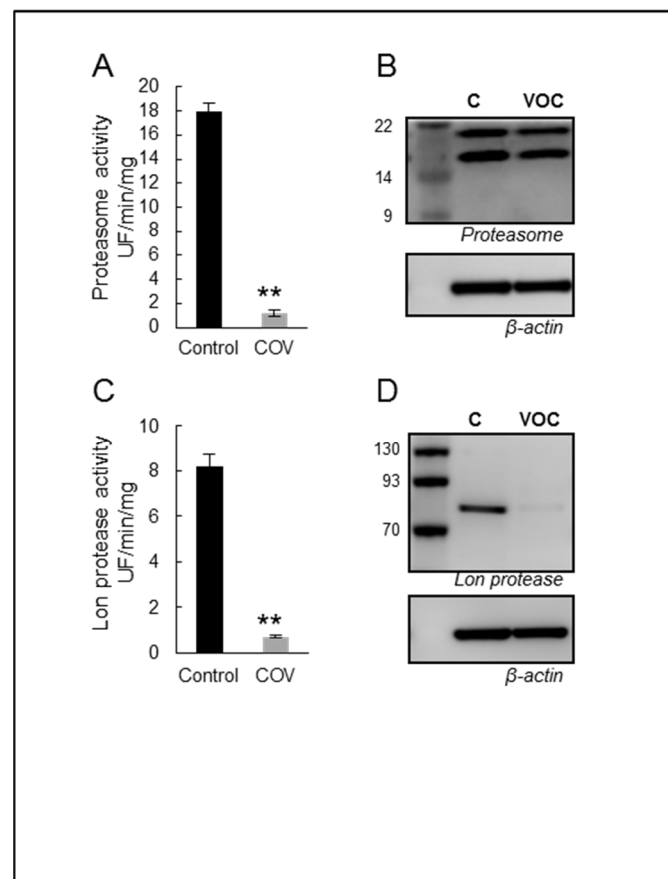 A
Proteasome activity
UF/min/mg
20
18
16
14
12
10
8
6
4
2
0
**
Control COV
B
C VOC
22
14
9
Proteasome
β-actin
C
Lon protease activity
UF/min/mg
10
8
6
4
2
0
**
Control COV
D
C VOC
130
93
70
Lon protease
β-actin